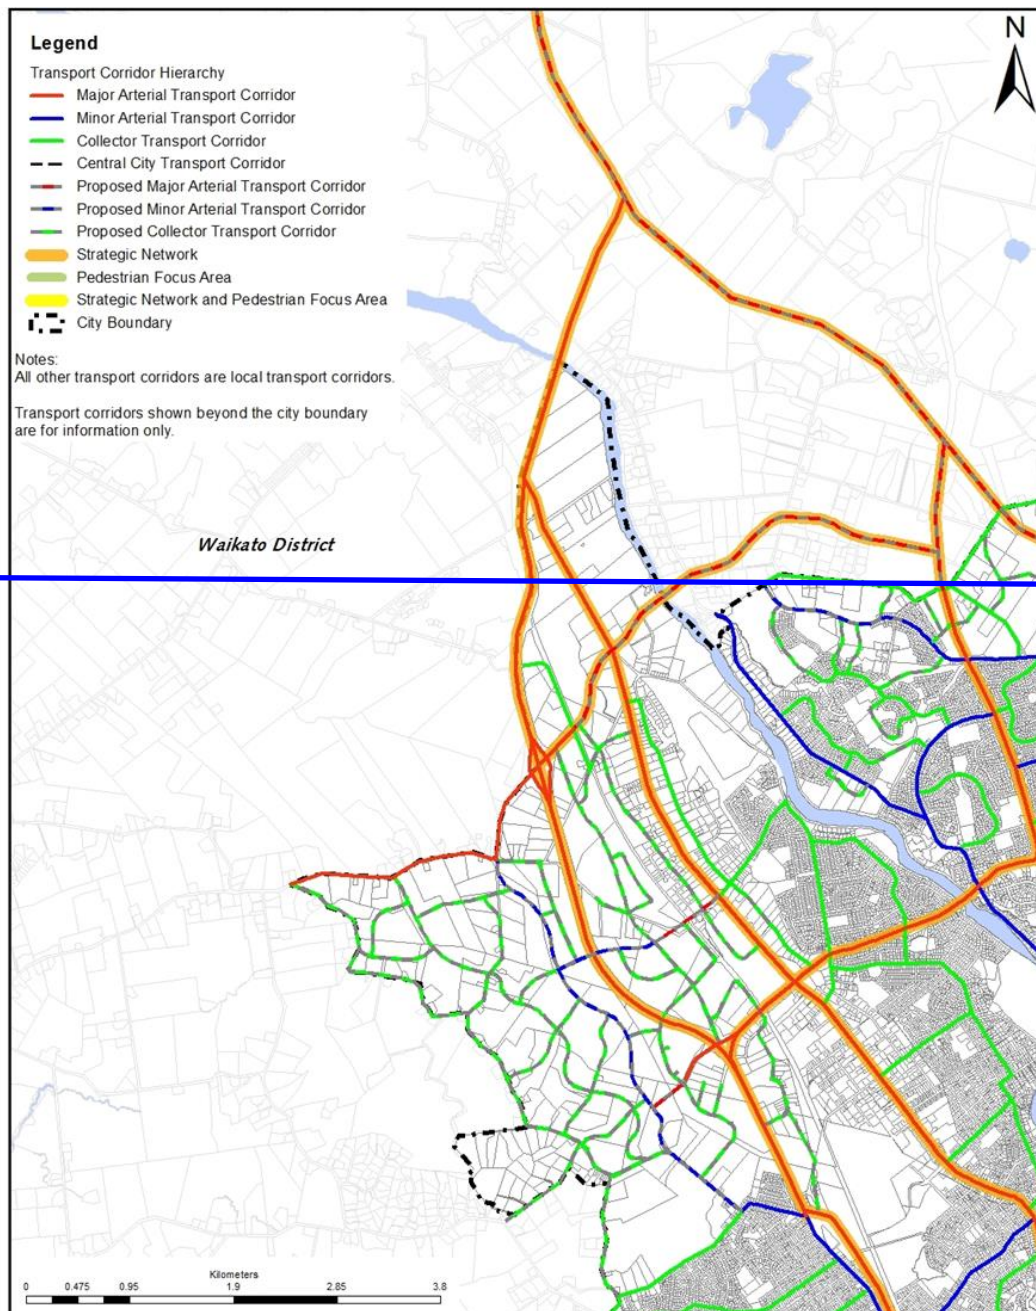 N
Legend
Transport Corridor Hierarchy
Major Arterial Transport Corridor
Minor Arterial Transport Corridor
Collector Transport Corridor
Central City Transport Corridor
Proposed Major Arterial Transport Corridor
Proposed Minor Arterial Transport Corridor
Proposed Collector Transport Corridor
Strategic Network
Pedestrian Focus Area
Strategic Network and Pedestrian Focus Area
City Boundary
Notes:
All other transport corridors are local transport corridors.
Transport corridors shown beyond the city boundary
are for information only.
Waikato District
Kilometers
0 0.475 0.95 1.9 2.85 3.8